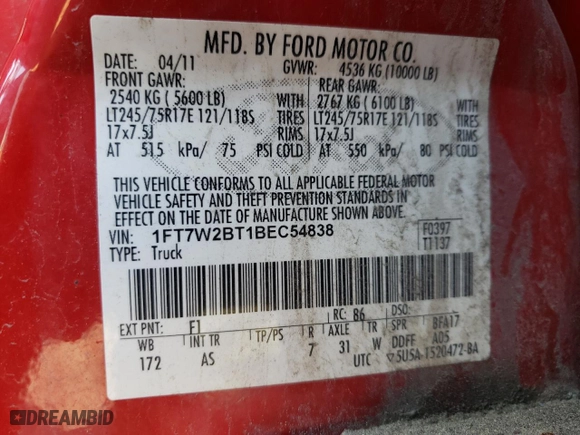 MFD. BY FORD MOTOR CO.
DATE: 04/11 GVWR: 4536 KG (10000 LB)
FRONT GAWR: REAR GAWR:
2540 KG ( 5600 LB) WITH 2767 KG ( 6100 LB) WITH
LT245/75R17E 121/118S TIRES LT245/75R17E 121/118S TIRES
17x7.5J RIMS 17x7.5J RIMS
AT 515 kPa/ 75 PSI COLD AT 550 kPa/ 80 PSI COLD
THIS VEHICLE CONFORMS TO ALL APPLICABLE FEDERAL MOTOR
VEHICLE SAFETY AND THEFT PREVENTION STANDARDS IN
EFFECT ON THE DATE OF MANUFACTURE SHOWN ABOVE.
VIN: 1FT7W2BT1BEC54838 F0397
TYPE: Truck T1137
EXT PNT: F1 RC: 86 DSO:
WB INT TR TP/PS R AXLE TR SPR BFA17
172 AS 7 31 W DDFF A05
UTC ▽5U5A-1520472-BA
DREAMBID